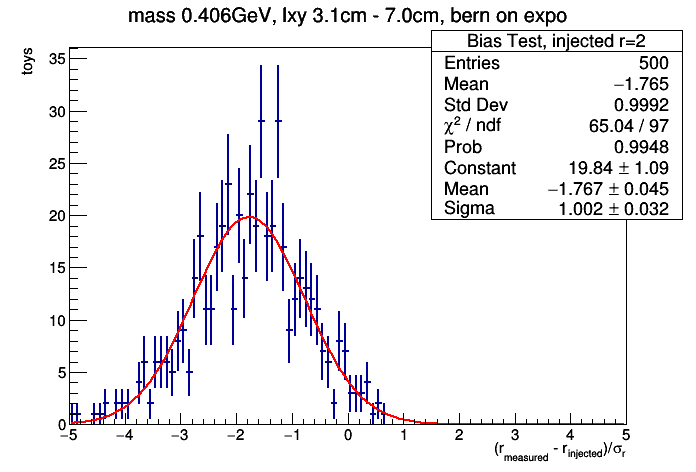 mass 0.406GeV, lxy 3.1cm - 7.0cm, bern on expo
toys
Bias Test, injected r=2
Entries 500
Mean −1.765
Std Dev 0.9992
χ² / ndf 65.04 / 97
Prob 0.9948
Constant 19.84 ± 1.09
Mean −1.767 ± 0.045
Sigma 1.002 ± 0.032
35
30
25
20
15
10
5
0
−5 −4 −3 −2 −1 0 1 2 3 4 5
(r_measured - r_injected)/σ_r